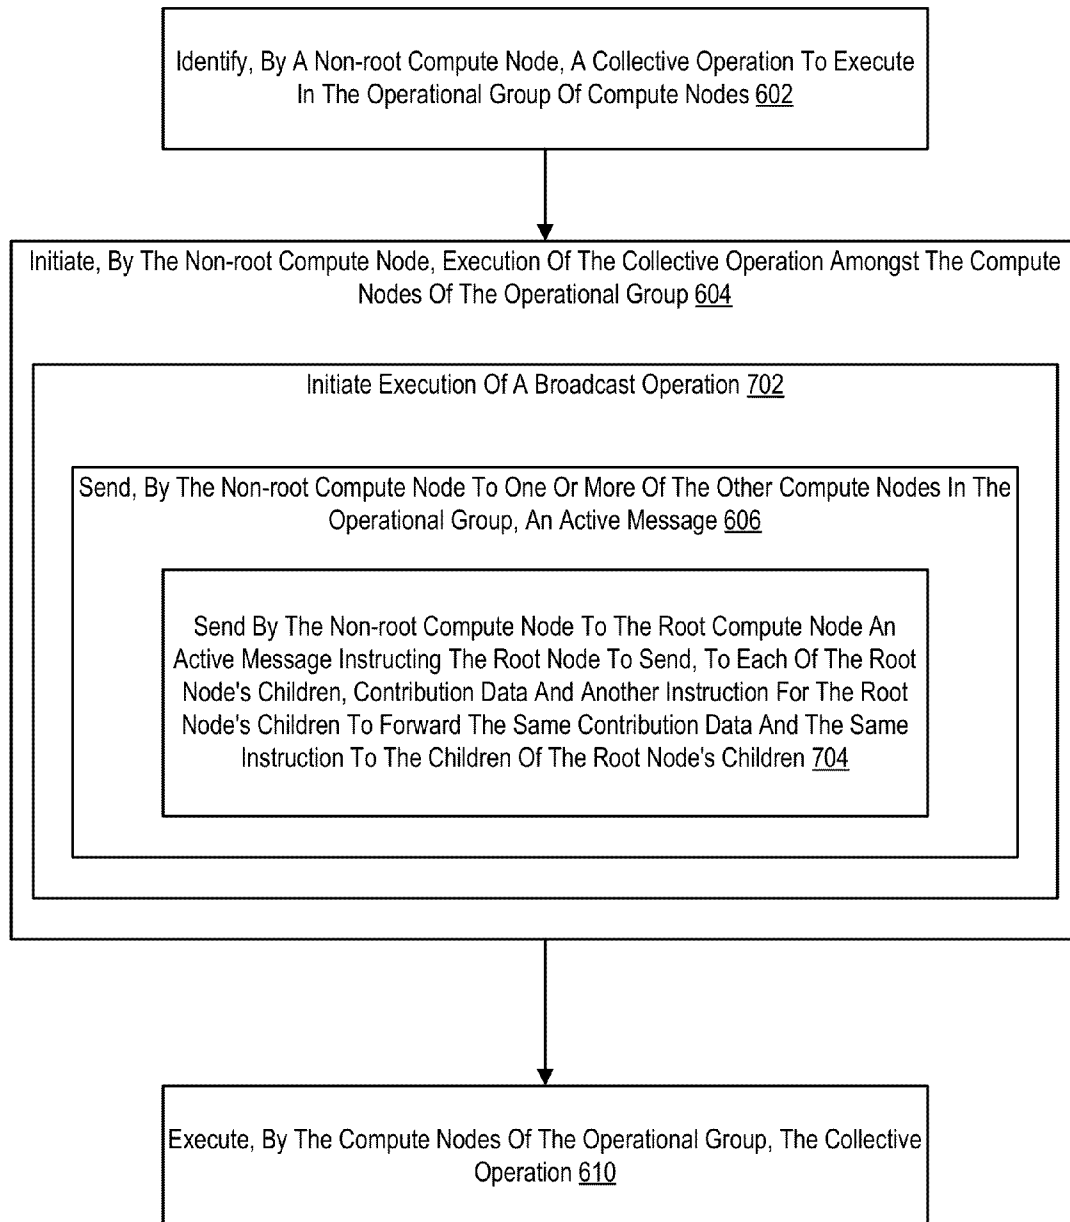 Identify, By A Non-root Compute Node, A Collective Operation To Execute
In The Operational Group Of Compute Nodes 602
Initiate, By The Non-root Compute Node, Execution Of The Collective Operation Amongst The Compute
Nodes Of The Operational Group 604
Initiate Execution Of A Broadcast Operation 702
Send, By The Non-root Compute Node To One Or More Of The Other Compute Nodes In The
Operational Group, An Active Message 606
Send By The Non-root Compute Node To The Root Compute Node An
Active Message Instructing The Root Node To Send, To Each Of The Root
Node's Children, Contribution Data And Another Instruction For The Root
Node's Children To Forward The Same Contribution Data And The Same
Instruction To The Children Of The Root Node's Children 704
Execute, By The Compute Nodes Of The Operational Group, The Collective
Operation 610